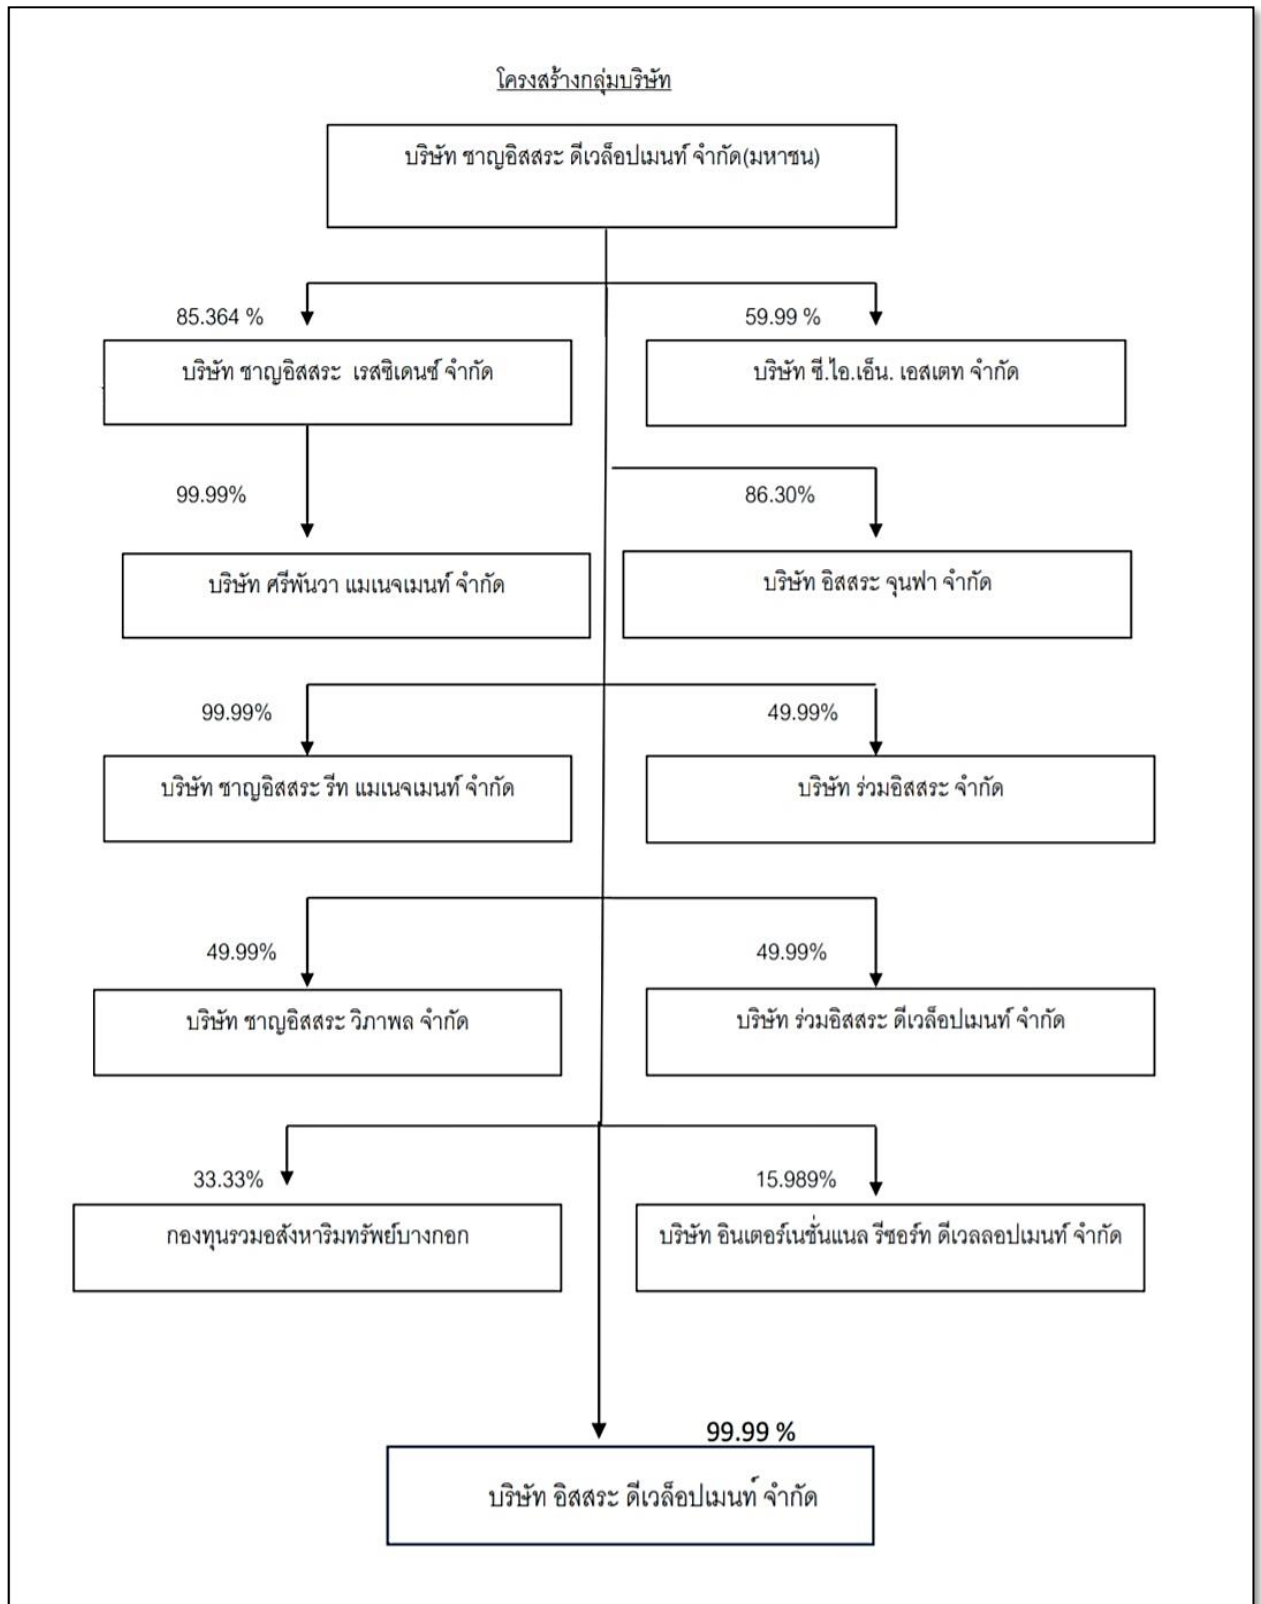 โครงสร้างกลุ่มบริษัท
บริษัท ชาญอิสสระ ดีเวล็อปเมนท์ จำกัด(มหาชน)
85.364 %
59.99 %
บริษัท ชาญอิสสระ เรสซิเดนซ์ จำกัด
บริษัท ซี.ไอ.เอ็น. เอสเตท จำกัด
99.99%
86.30%
บริษัท ศรีพันวา แมเนจเมนท์ จำกัด
บริษัท อิสสระ จุนฟา จำกัด
99.99%
49.99%
บริษัท ชาญอิสสระ รีท แมเนจเมนท์ จำกัด
บริษัท ร่วมอิสสระ จำกัด
49.99%
49.99%
บริษัท ชาญอิสสระ วิภาพล จำกัด
บริษัท ร่วมอิสสระ ดีเวล็อปเมนท์ จำกัด
33.33%
15.989%
กองทุนรวมอสังหาริมทรัพย์บางกอก
บริษัท อินเตอร์เนชั่นแนล รีซอร์ท ดีเวลลอปเมนท์ จำกัด
99.99 %
บริษัท อิสสระ ดีเวล็อปเมนท์ จำกัด